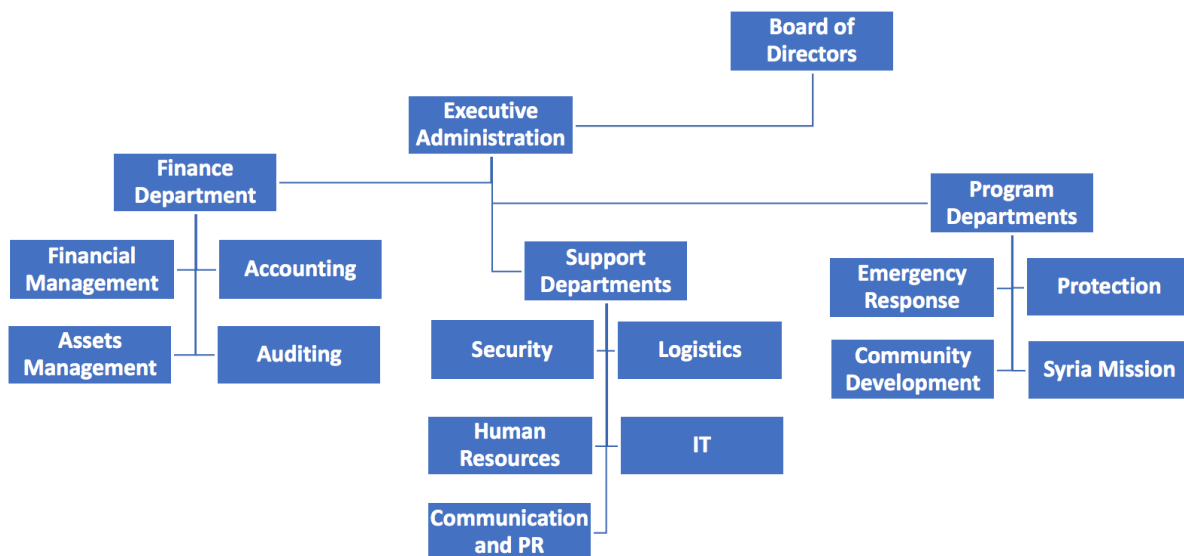 Board of
Directors
Executive
Administration
Finance
Department
Program
Departments
Financial
Management
Accounting
Support
Departments
Emergency
Response
Protection
Assets
Management
Auditing
Security
Logistics
Community
Development
Syria Mission
Human
Resources
IT
Communication
and PR